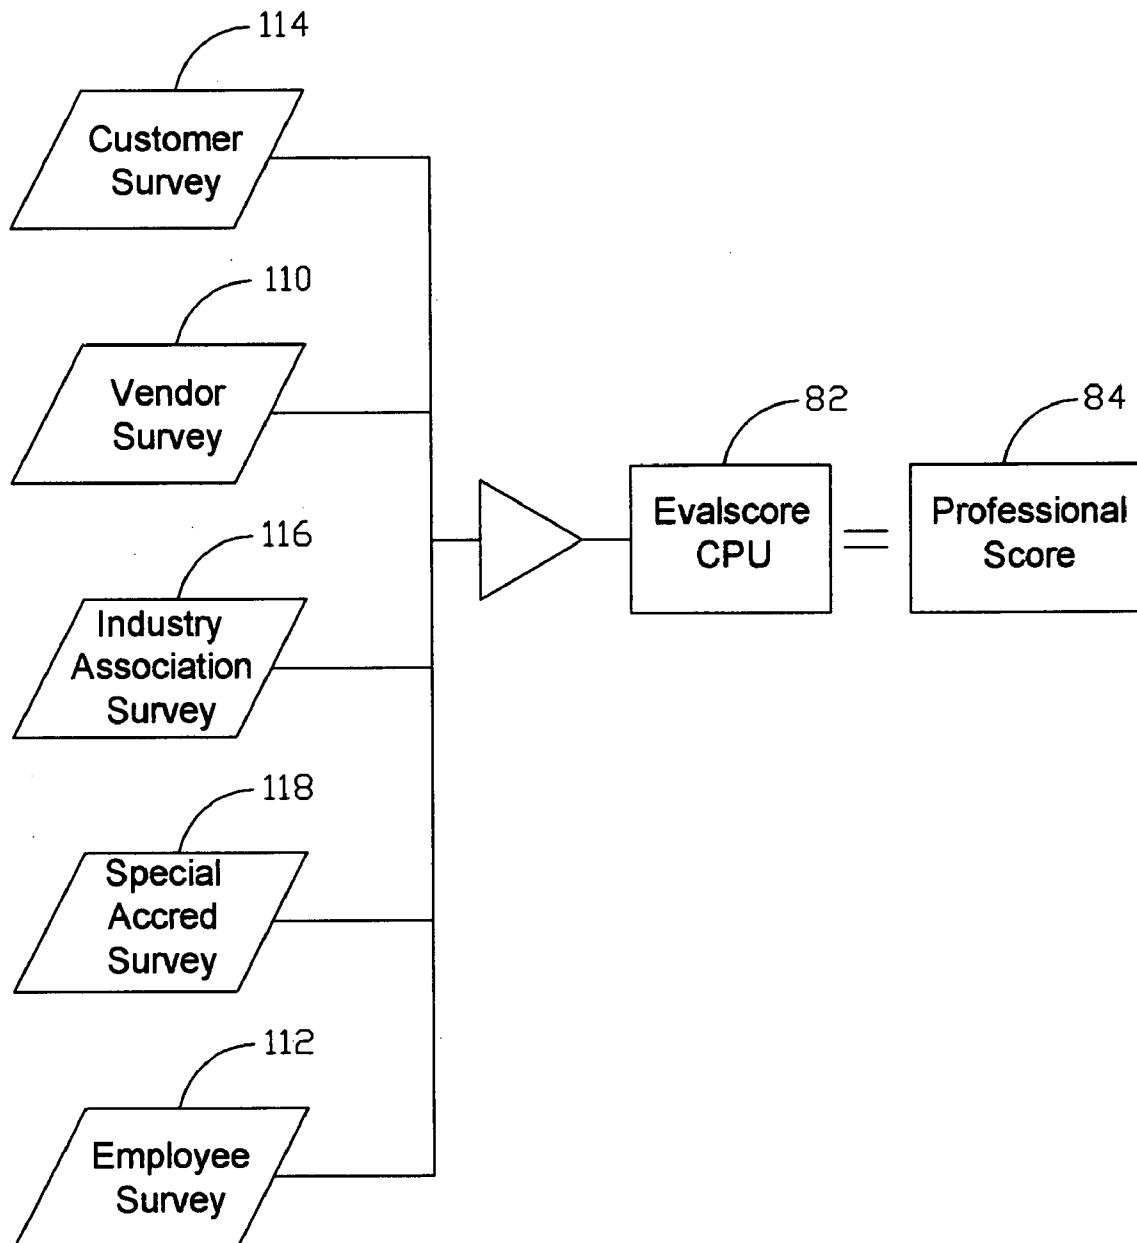 114
Customer
Survey
110
Vendor
Survey
82
84
Evalscore
CPU
=
Professional
Score
116
Industry
Association
Survey
118
Special
Accred
Survey
112
Employee
Survey